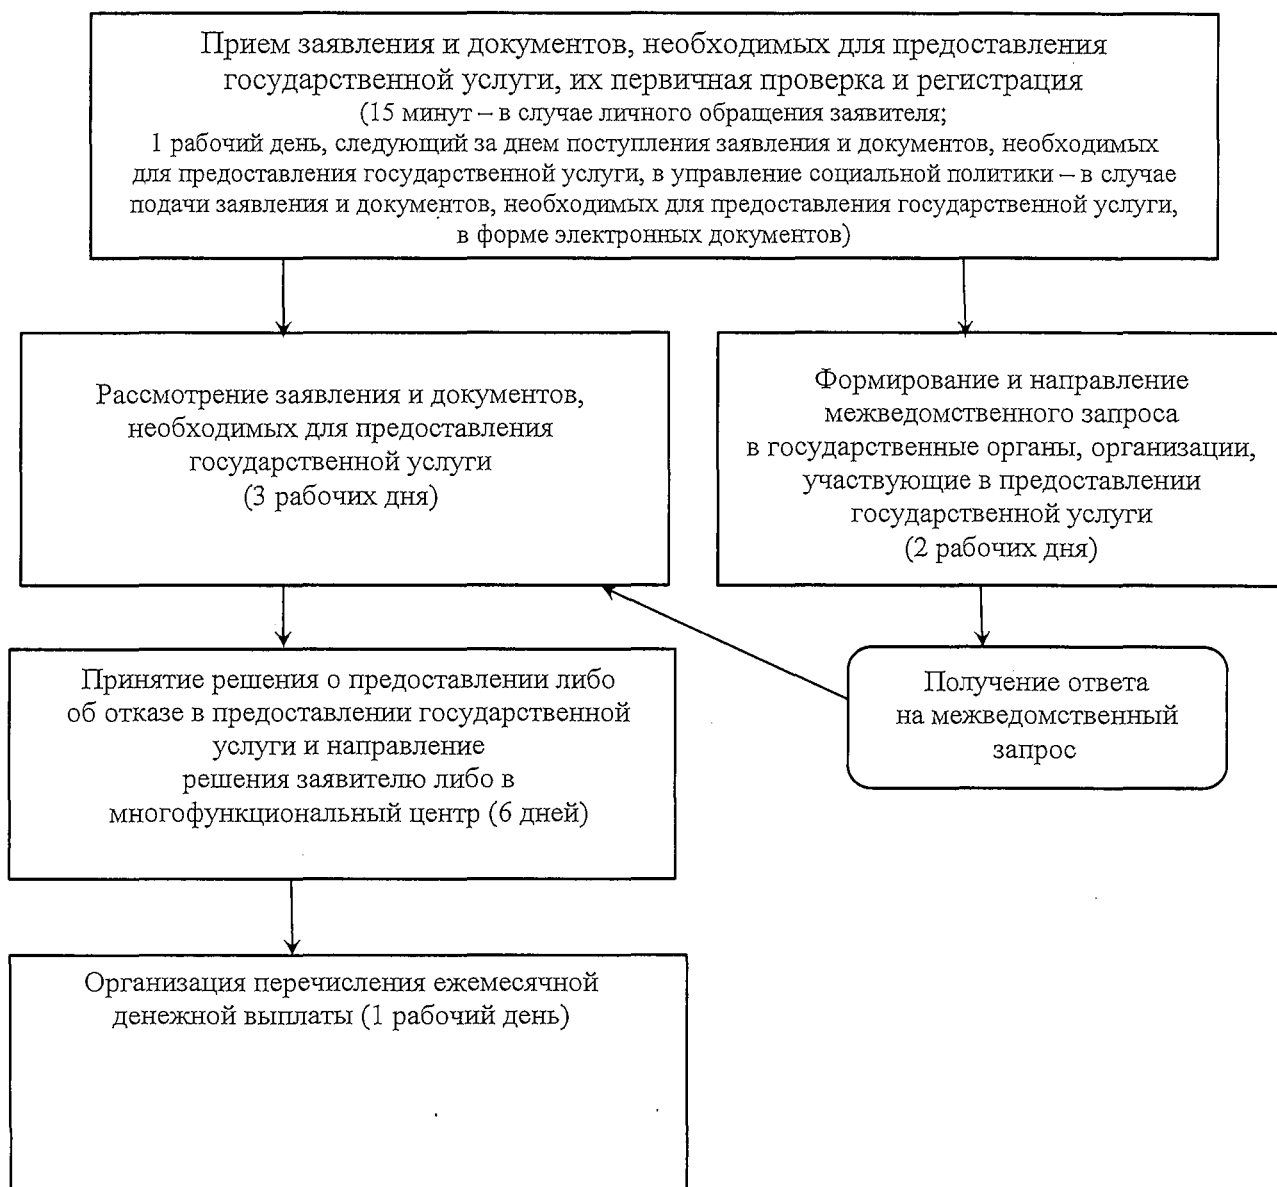 Прием заявления и документов, необходимых для предоставления
государственной услуги, их первичная проверка и регистрация
(15 минут – в случае личного обращения заявителя;
1 рабочий день, следующий за днем поступления заявления и документов, необходимых
для предоставления государственной услуги, в управление социальной политики – в случае
подачи заявления и документов, необходимых для предоставления государственной услуги,
в форме электронных документов)
Рассмотрение заявления и документов,
необходимых для предоставления
государственной услуги
(3 рабочих дня)
Формирование и направление
межведомственного запроса
в государственные органы, организации,
участвующие в предоставлении
государственной услуги
(2 рабочих дня)
Принятие решения о предоставлении либо
об отказе в предоставлении государственной
услуги и направление
решения заявителю либо в
многофункциональный центр (6 дней)
Получение ответа
на межведомственный
запрос
Организация перечисления ежемесячной
денежной выплаты (1 рабочий день)